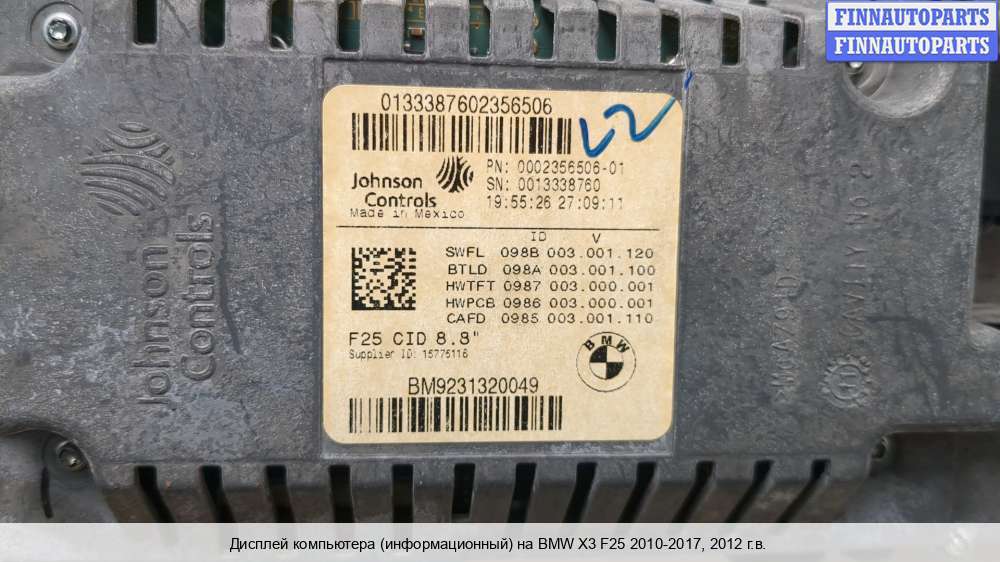 FINNAUTOPARTS
FINNAUTOPARTS
0133387602356506
Johnson
Controls
Made in Mexico
PN: 0002356506-01
SN: 0013338760
19:55:26 27:09:11
ID V
SWFL 098B 003.001.120
BTLD 098A 003.001.100
HWTFT 0987 003.000.001
HWPCB 0986 003.000.001
CAFD 0985 003.001.110
F25 CID 8.8"
Supplier ID: 15775116
BMW
BM9231320049
Johnson
Controls
Дисплей компьютера (информационный) на BMW X3 F25 2010-2017, 2012 г.в.